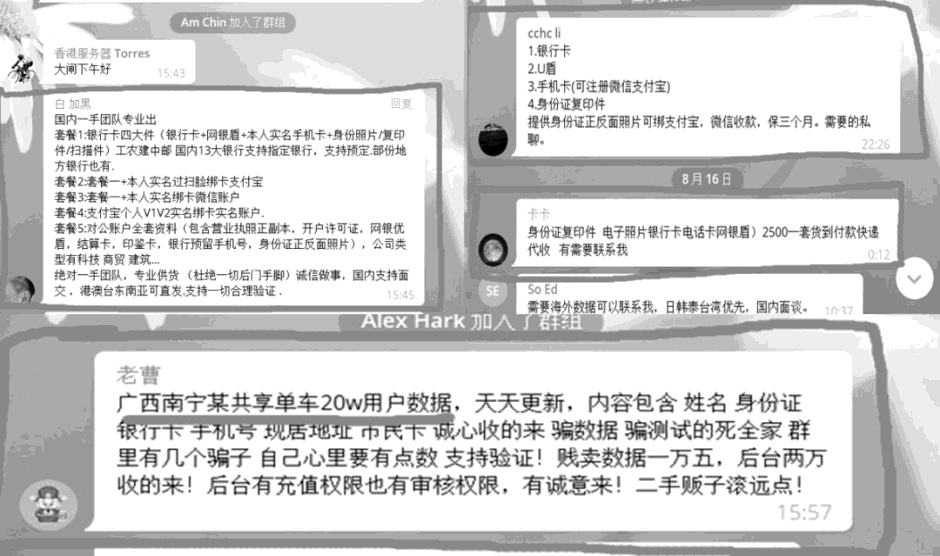 Am Chin 加入了群组
香港服务器 Torres
大闸下午好
15:43
白 加黑
回复
国内一手团队专业出
套餐1:银行卡四大件（银行卡+网银盾+本人实名手机卡+身份照片/复印
件/扫描件）工农建中邮 国内13大银行支持指定银行，支持预定.部份地
方银行也有.
套餐2:套餐一+本人实名过扫脸绑卡支付宝
套餐3:套餐一+本人实名绑卡微信账户
套餐4:支付宝个人V1V2实名绑卡实名账户.
套餐5:对公账户全套资料（包含营业执照正副本，开户许可证，网银优
盾，结算卡，印鉴卡，银行预留手机号，身份证正反面照片），公司类
型有科技 商贸 建筑...
绝对一手团队，专业供货 （杜绝一切后门手脚）诚信做事，国内支持面
交 ，港澳台东南亚可直发.支持一切合理验证 .
15:45
cchc li
1.银行卡
2.U盾
3.手机卡(可注册微信支付宝)
4.身份证复印件
提供身份证正反面照片可绑支付宝，微信收款，保三个月。需要的私
聊。
22:26
8 月 16 日
卡卡
身份证复印件 电子照片银行卡电话卡网银盾）2500一套货到付款快递
代收 有需要联系我
0:12
SE
So Ed
需要海外数据可以联系我，日韩泰台湾优先，国内面谈。
10:37
Alex Hark 加入了群组
老曹
广西南宁某共享单车20w用户数据，天天更新，内容包含 姓名 身份证
银行卡 手机号 现居地址 市民卡 诚心收的来 骗数据 骗测试的死全家 群
里有几个骗子 自己心里要有点数 支持验证！贱卖数据一万五，后台两万
收的来！后台有充值权限也有审核权限，有诚意来！二手贩子滚远点！
15:57